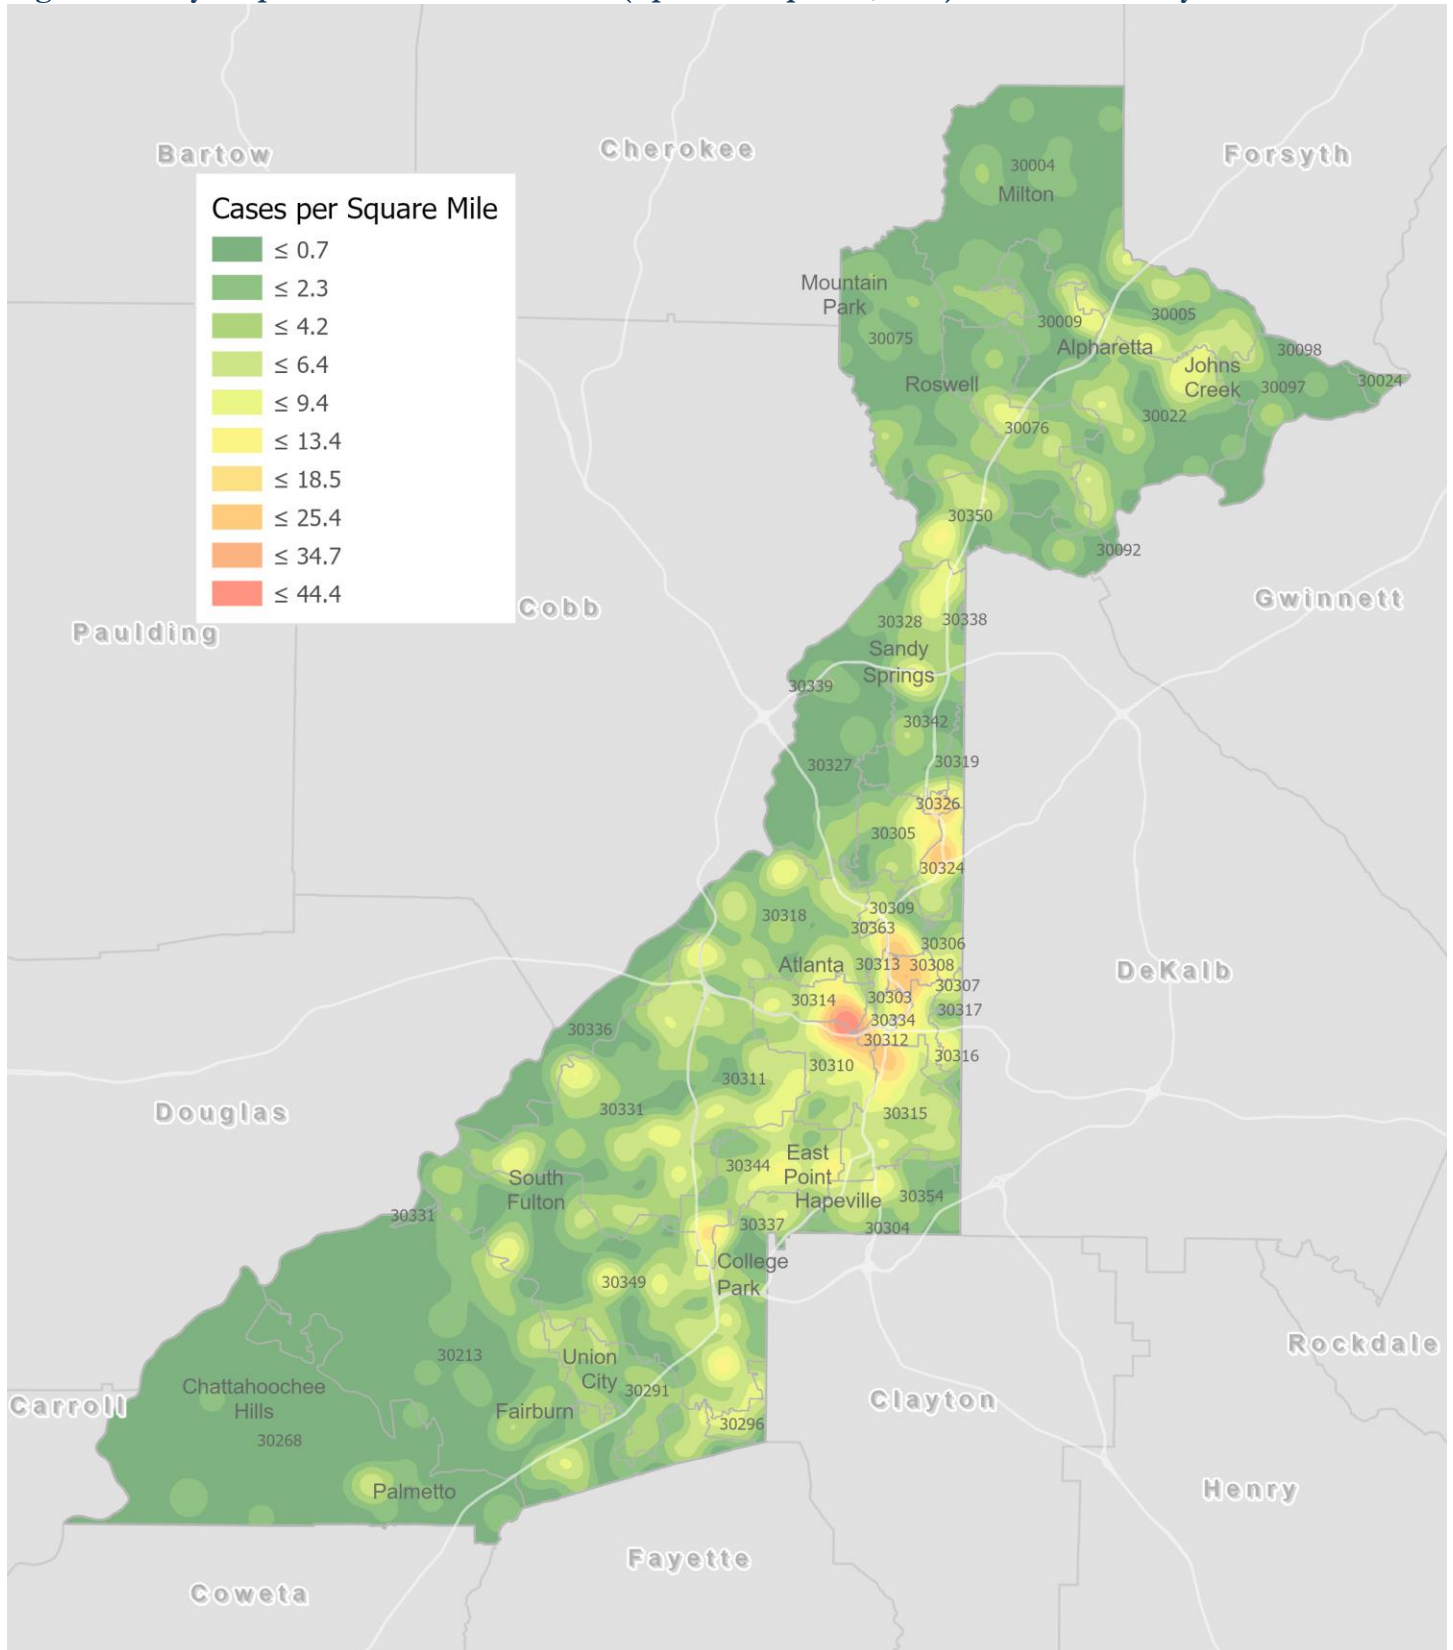 Bartow
Cherokee
Forsyth
30004
Milton
Cases per Square Mile
≤ 0.7
≤ 2.3
≤ 4.2
≤ 6.4
≤ 9.4
≤ 13.4
≤ 18.5
≤ 25.4
≤ 34.7
≤ 44.4
Mountain
Park
30075
30009
30005
Alpharetta
30098
Johns
Creek
30097
30024
Roswell
30022
30076
30350
30092
Paulding
Cobb
Gwinnett
30328
30338
Sandy
Springs
30339
30342
30327
30319
30326
30305
30324
30318
30309
30363
30306
Atlanta
30313
30308
DeKalb
30307
30314
30303
30317
30334
30336
30312
30316
30310
30311
Douglas
30331
30315
East
Point
30344
South
Fulton
Hapeville
30354
30331
30337
30304
College
Park
30349
Rockdale
30213
Union
City
30291
Chattahoochee
Hills
Carroll
Fairburn
Clayton
30296
30268
Palmetto
Henry
Fayette
Coweta